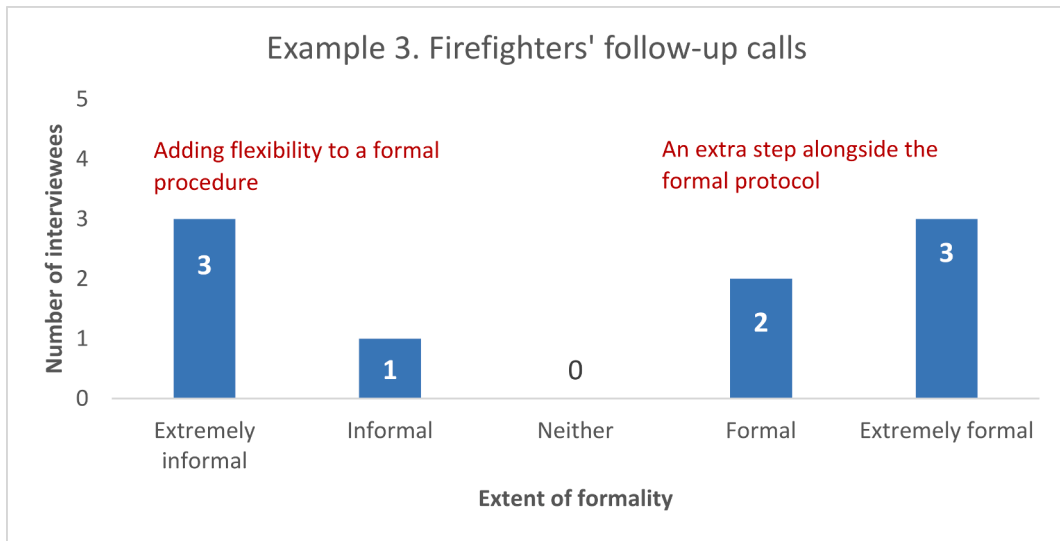 Example 3. Firefighters' follow-up calls
Number of interviewees
5
4
3
2
1
0
Adding flexibility to a formal
procedure
An extra step alongside the
formal protocol
3
1
0
2
3
Extremely
informal
Informal
Neither
Formal
Extremely formal
Extent of formality